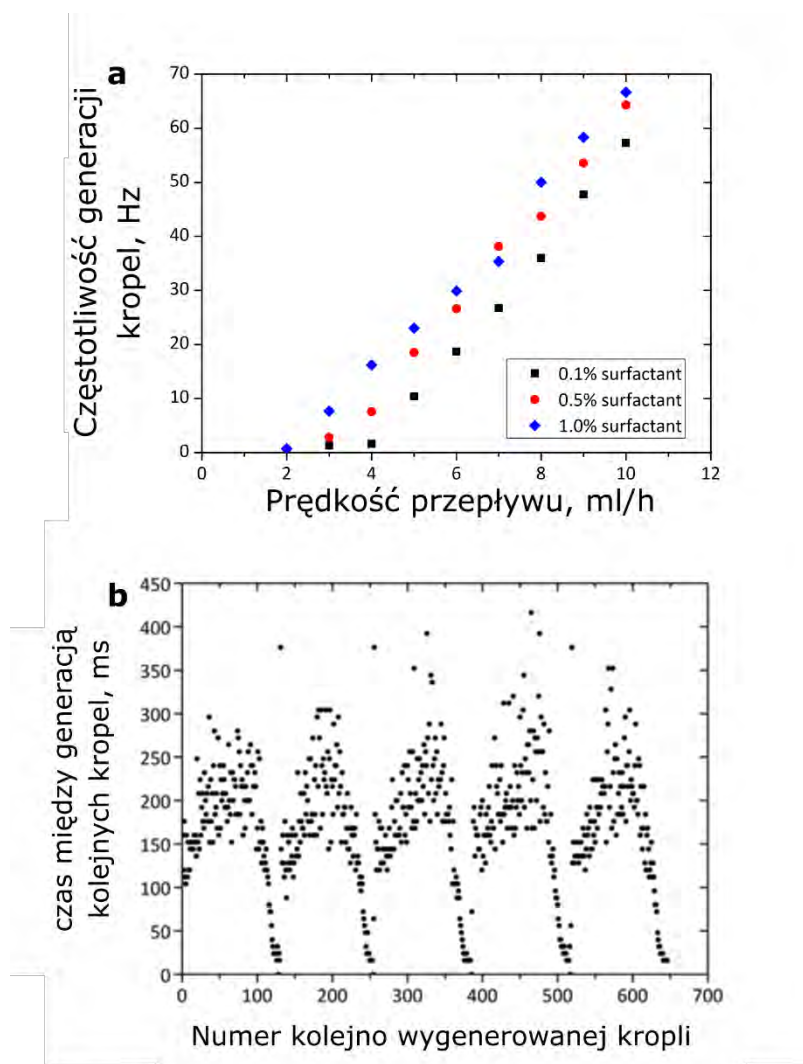 a
70
60
50
40
30
20
10
0
Częstotliwość generacji
kropel, Hz
0.1% surfactant
0.5% surfactant
1.0% surfactant
0 2 4 6 8 10 12
Prędkość przepływu, ml/h
b
450
400
350
300
250
200
150
100
50
0
czas między generacją
kolejnych kropel, ms
0 100 200 300 400 500 600 700
Numer kolejno wygenerowanej kropli